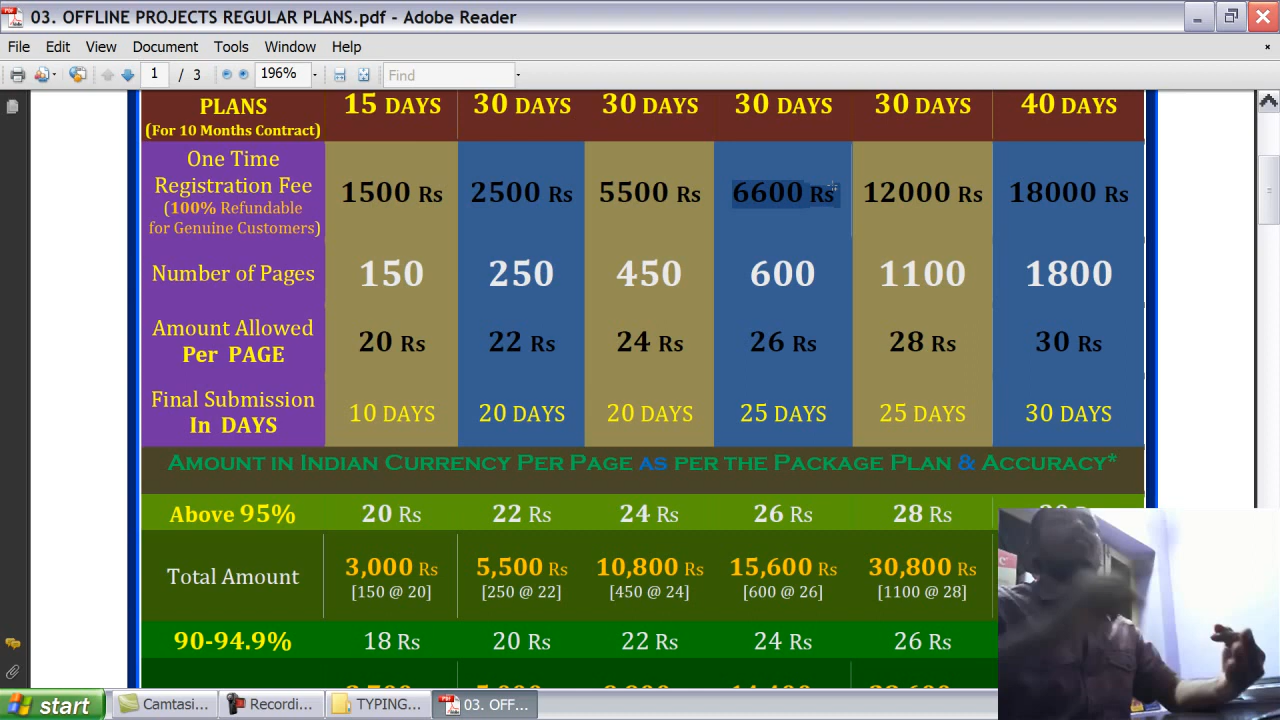 03. OFFLINE PROJECTS REGULAR PLANS.pdf - Adobe Reader
File Edit View Document Tools Window Help
1 / 3 196% Find
PLANS 15 DAYS 30 DAYS 30 DAYS 30 DAYS 30 DAYS 40 DAYS
(For 10 Months Contract)
One Time
Registration Fee 1500 Rs 2500 Rs 5500 Rs 6600 Rs 12000 Rs 18000 Rs
(100% Refundable
for Genuine Customers)
Number of Pages 150 250 450 600 1100 1800
Amount Allowed
Per PAGE 20 Rs 22 Rs 24 Rs 26 Rs 28 Rs 30 Rs
Final Submission
In DAYS 10 DAYS 20 DAYS 20 DAYS 25 DAYS 25 DAYS 30 DAYS
AMOUNT IN INDIAN CURRENCY PER PAGE AS PER THE PACKAGE PLAN & ACCURACY*
Above 95% 20 Rs 22 Rs 24 Rs 26 Rs 28 Rs
Total Amount 3,000 Rs 5,500 Rs 10,800 Rs 15,600 Rs 30,800 Rs
[150 @ 20] [250 @ 22] [450 @ 24] [600 @ 26] [1100 @ 28]
90-94.9% 18 Rs 20 Rs 22 Rs 24 Rs 26 Rs
start Camtasi... Recordi... TYPING... 03. OFF...